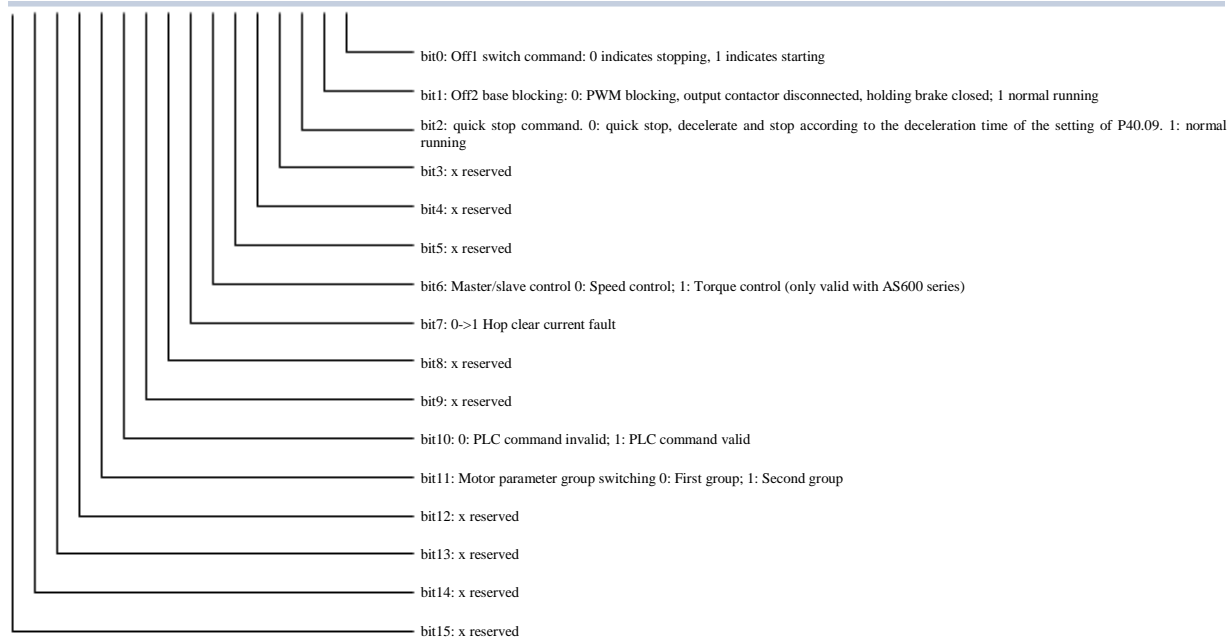 bit0: Off1 switch command: 0 indicates stopping, 1 indicates starting
bit1: Off2 base blocking: 0: PWM blocking, output contactor disconnected, holding brake closed; 1 normal running
bit2: quick stop command. 0: quick stop, decelerate and stop according to the deceleration time of the setting of P40.09. 1: normal
running
bit3: x reserved
bit4: x reserved
bit5: x reserved
bit6: Master/slave control 0: Speed control; 1: Torque control (only valid with AS600 series)
bit7: 0->1 Hop clear current fault
bit8: x reserved
bit9: x reserved
bit10: 0: PLC command invalid; 1: PLC command valid
bit11: Motor parameter group switching 0: First group; 1: Second group
bit12: x reserved
bit13: x reserved
bit14: x reserved
bit15: x reserved